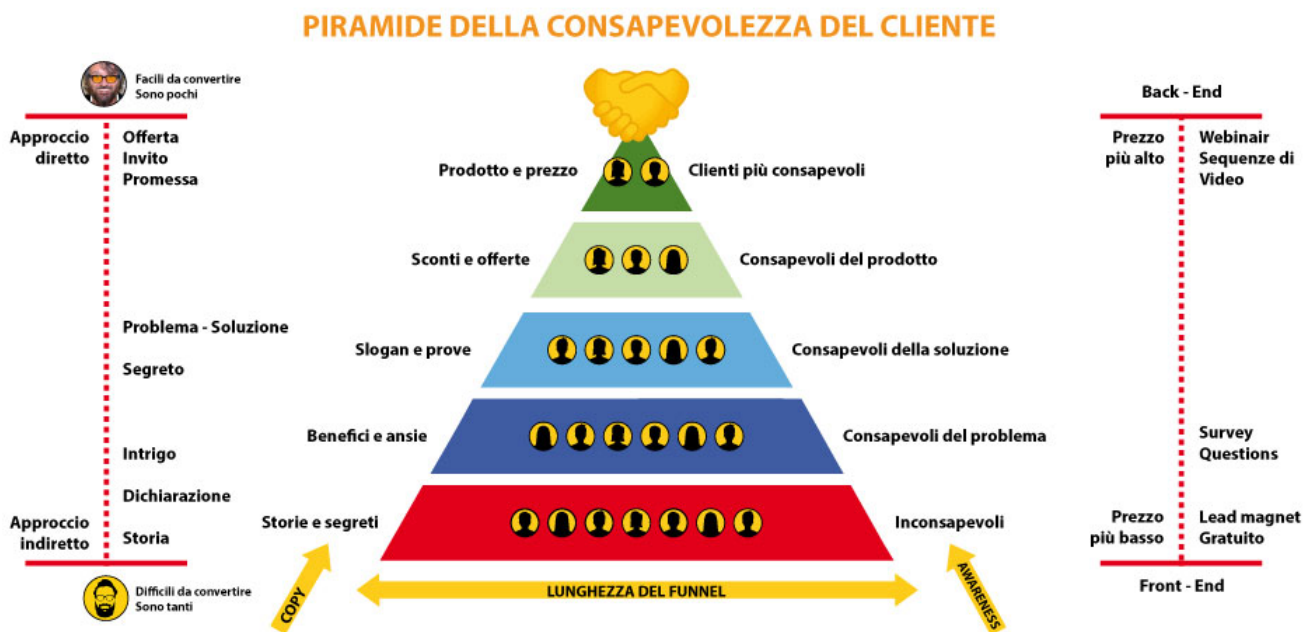 PIRAMIDE DELLA CONSAPEVOLEZZA DEL CLIENTE
Facili da convertire
Sono pochi
Approccio
diretto
Offerta
Invito
Promessa
Problema - Soluzione
Segreto
Intrigo
Dichiarazione
Approccio
indiretto
Storia
Difficili da convertire
Sono tanti
Prodotto e prezzo
Clienti più consapevoli
Sconti e offerte
Consapevoli del prodotto
Slogan e prove
Consapevoli della soluzione
Benefici e ansie
Consapevoli del problema
Storie e segreti
Inconsapevoli
COPY
LUNGHEZZA DEL FUNNEL
AWARENESS
Back - End
Prezzo
più alto
Webinair
Sequenze di
Video
Survey
Questions
Prezzo
più basso
Lead magnet
Gratuito
Front - End